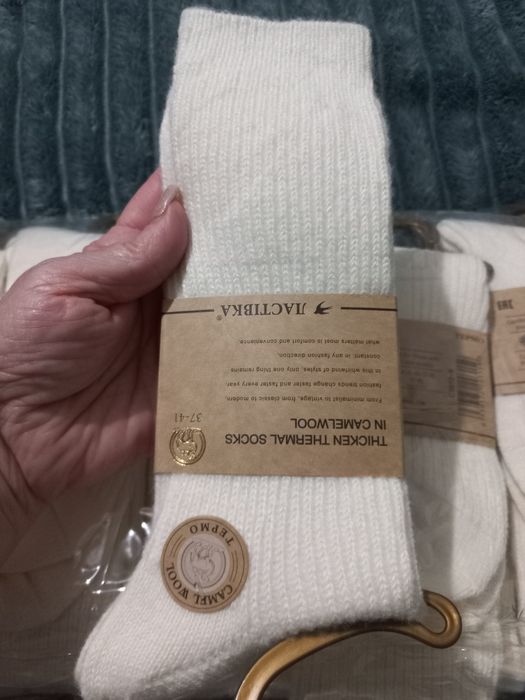 THICKEN THERMAL SOCKS
IN CAMELWOOL
37-41
From minimalist to vintage, from classic to modern,
fashion trends change faster and faster every year.
In this whirlwind of styles, only one thing remains
constant, in any fashion direction,
what matters most is comfort and convenience.
ЛАСТІВКА®
CAMEL WOOL
ТЕРМО
EAC